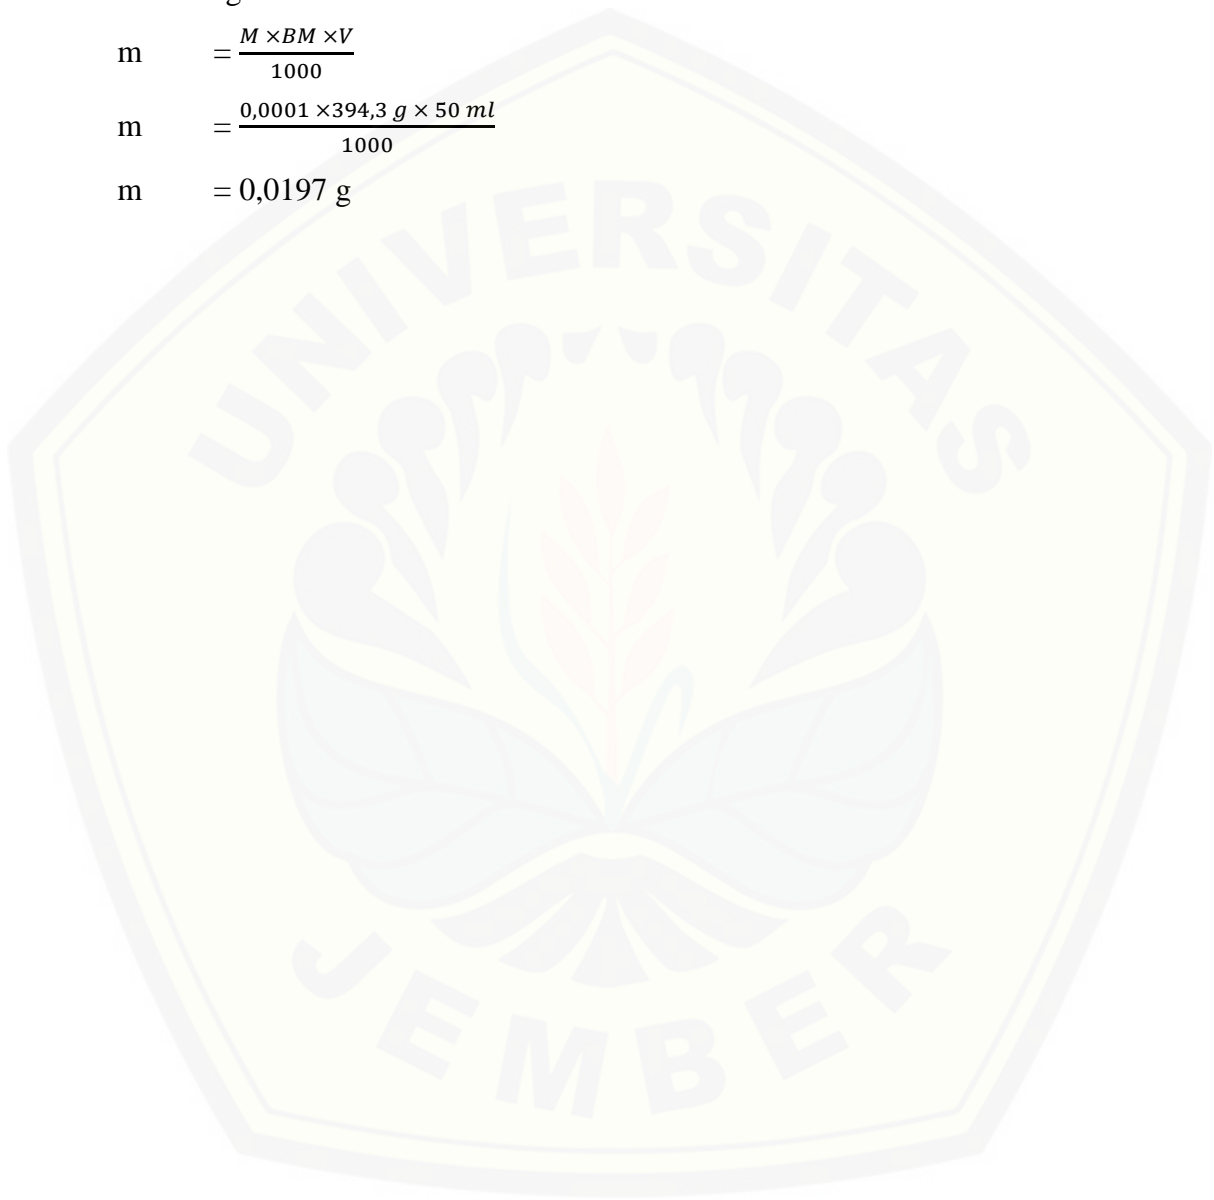 m = M ×BM ×V / 1000
m = 0,0001 ×394,3 g × 50 ml / 1000
m = 0,0197 g
UNIVERSITAS
JEMBER